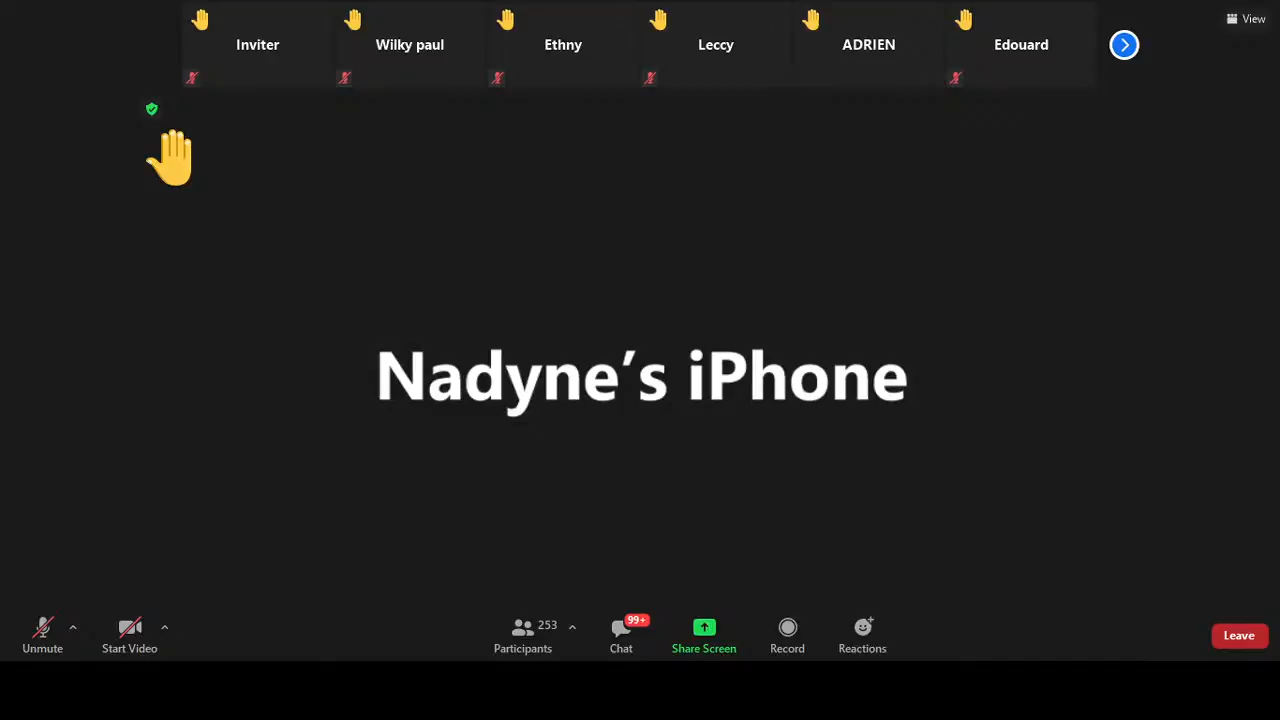 View
Inviter
Wilky paul
Ethny
Leccy
ADRIEN
Edouard
Nadyne’s iPhone
253
99+
Unmute
Start Video
Participants
Chat
Share Screen
Record
Reactions
Leave